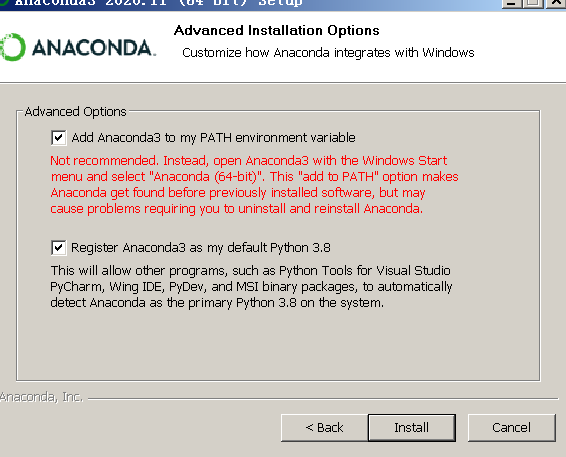 Anaconda3 2020.11 (64-bit) Setup
ANACONDA.
Advanced Installation Options
Customize how Anaconda integrates with Windows
Advanced Options
Add Anaconda3 to my PATH environment variable
Not recommended. Instead, open Anaconda3 with the Windows Start
menu and select "Anaconda (64-bit)". This "add to PATH" option makes
Anaconda get found before previously installed software, but may
cause problems requiring you to uninstall and reinstall Anaconda.
Register Anaconda3 as my default Python 3.8
This will allow other programs, such as Python Tools for Visual Studio
PyCharm, Wing IDE, PyDev, and MSI binary packages, to automatically
detect Anaconda as the primary Python 3.8 on the system.
Anaconda, Inc.
< Back Install Cancel